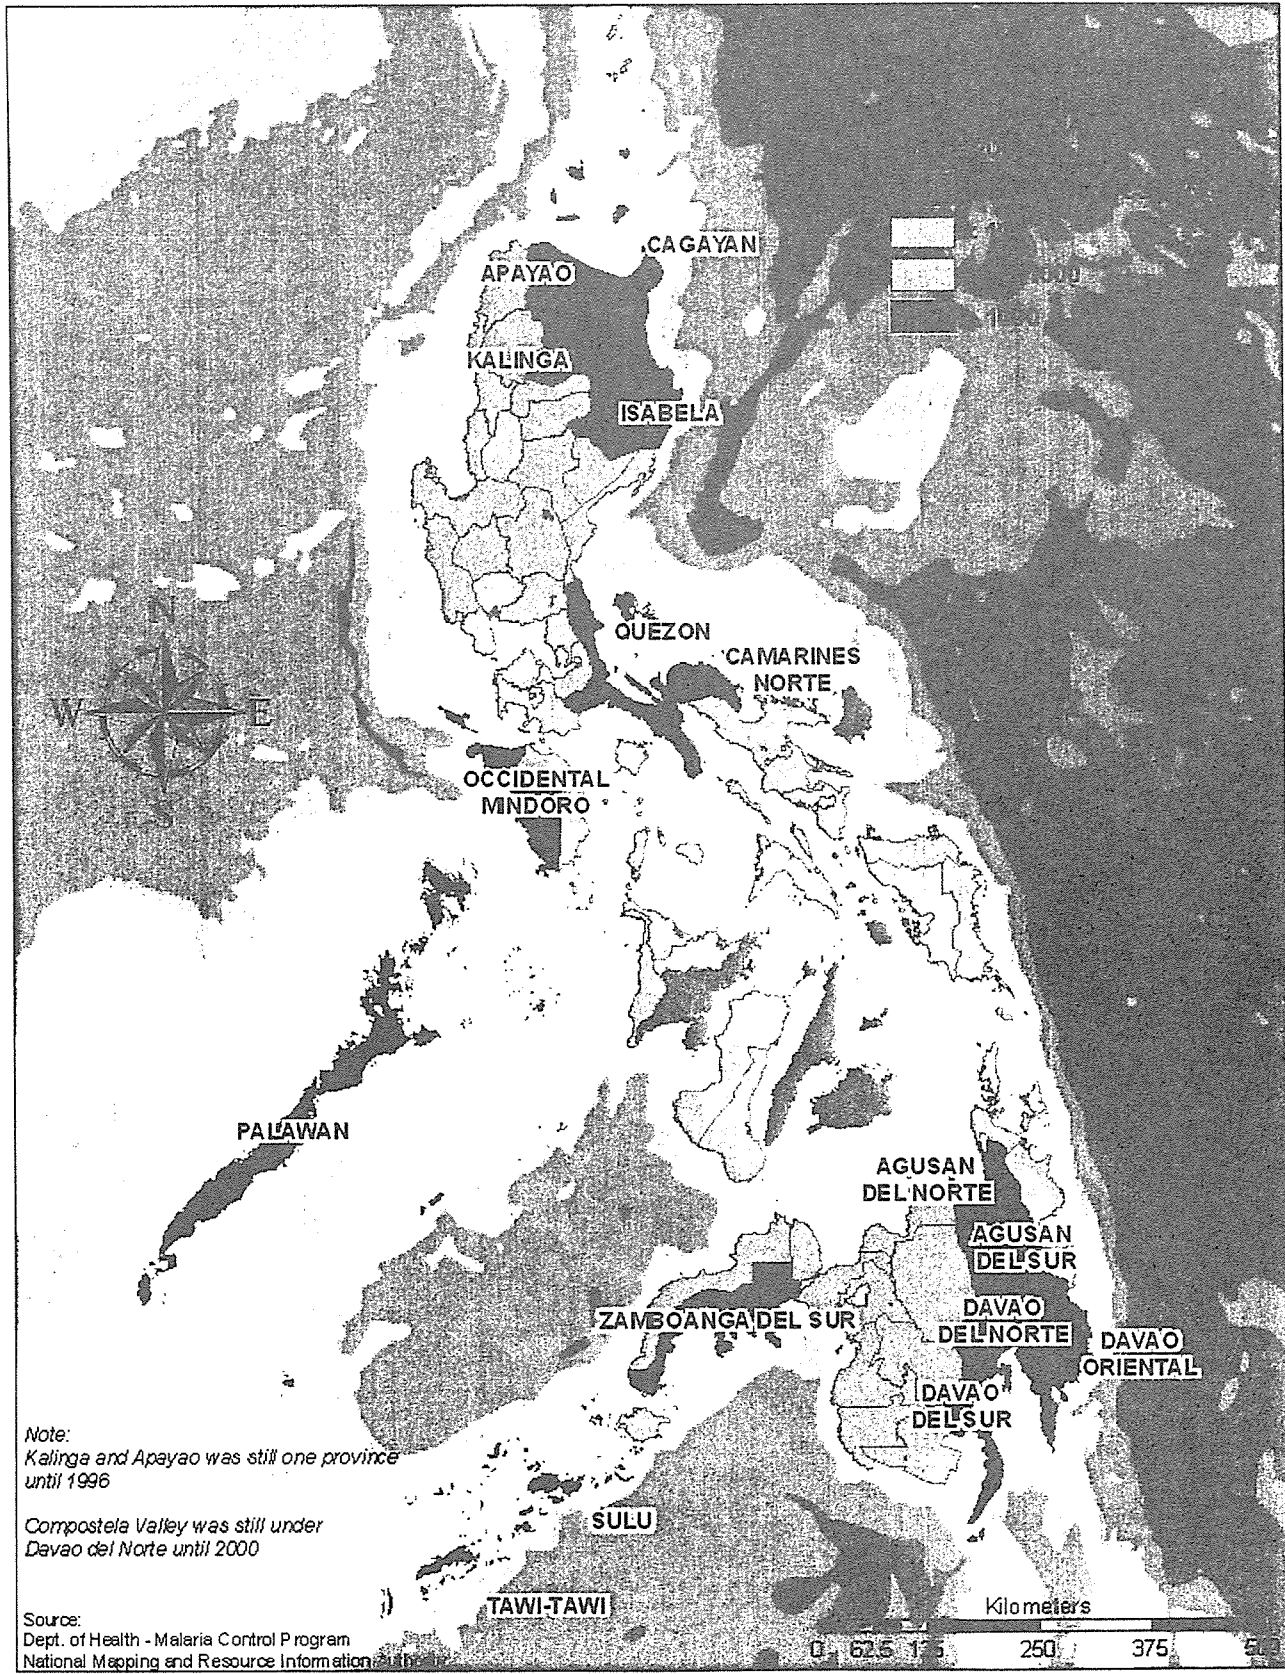 CAGAYAN
APAYAO
KALINGA
ISABELA
N
W E
S
QUEZON
CAMARINES
NORTE
OCCIDENTAL
MINDORO
PALAWAN
AGUSAN
DEL NORTE
AGUSAN
DEL SUR
ZAMBOANGA DEL SUR
DAVAO
DEL NORTE
DAVAO
ORIENTAL
DAVAO
DEL SUR
Note:
Kalinga and Apayao was still one province
until 1996
Compostela Valley was still under
Davao del Norte until 2000
SULU
TAWI-TAWI
Source:
Dept. of Health - Malaria Control Program
National Mapping and Resource Information
Kilometers
0 62.5 250 375